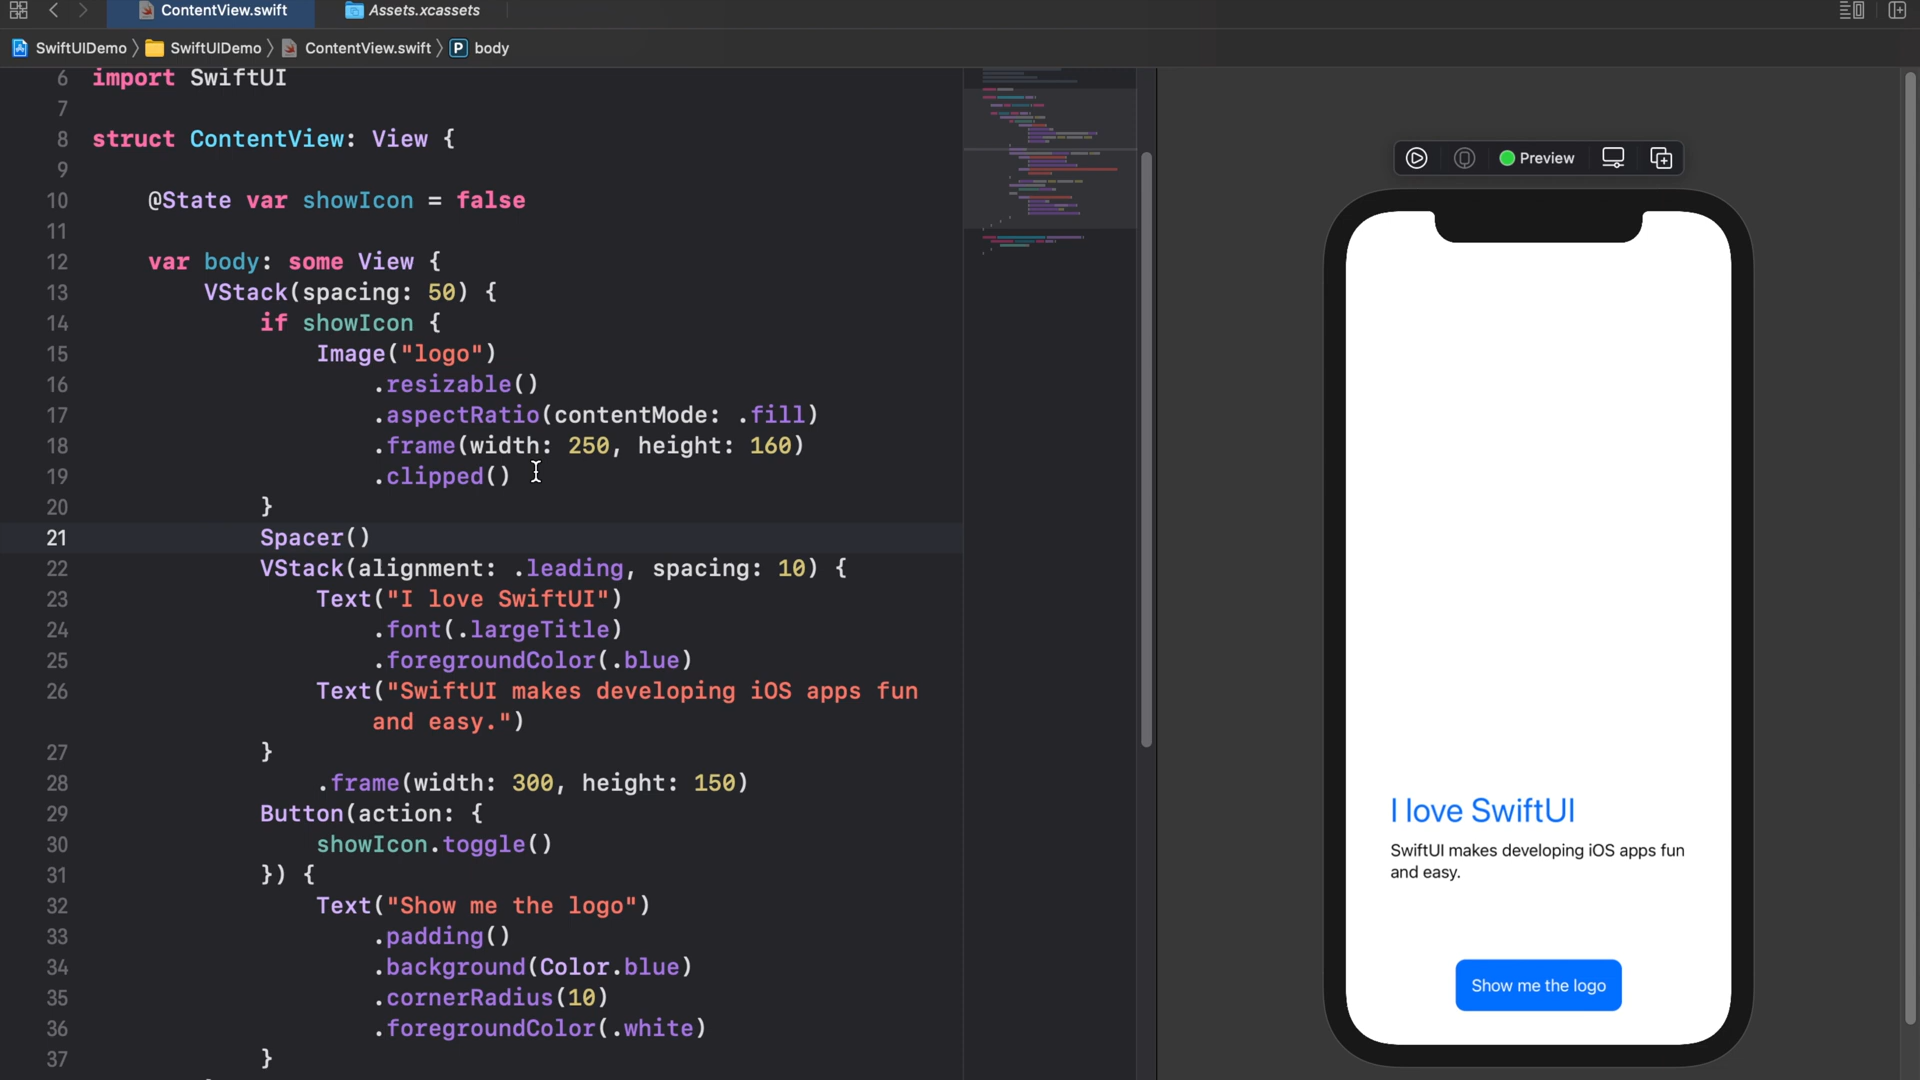 ContentView.swift
Assets.xcassets
SwiftUIDemo 〉 SwiftUIDemo 〉 ContentView.swift 〉 P body
6 import SwiftUI
7
8 struct ContentView: View {
9
10 @State var showIcon = false
11
12 var body: some View {
13 VStack(spacing: 50) {
14 if showIcon {
15 Image("logo")
16 .resizable()
17 .aspectRatio(contentMode: .fill)
18 .frame(width: 250, height: 160)
19 .clipped()
20 }
21 Spacer()
22 VStack(alignment: .leading, spacing: 10) {
23 Text("I love SwiftUI")
24 .font(.largeTitle)
25 .foregroundColor(.blue)
26 Text("SwiftUI makes developing iOS apps fun
and easy.")
27 }
28 .frame(width: 300, height: 150)
29 Button(action: {
30 showIcon.toggle()
31 }) {
32 Text("Show me the logo")
33 .padding()
34 .background(Color.blue)
35 .cornerRadius(10)
36 .foregroundColor(.white)
37 }
Preview
I love SwiftUI
SwiftUI makes developing iOS apps fun
and easy.
Show me the logo